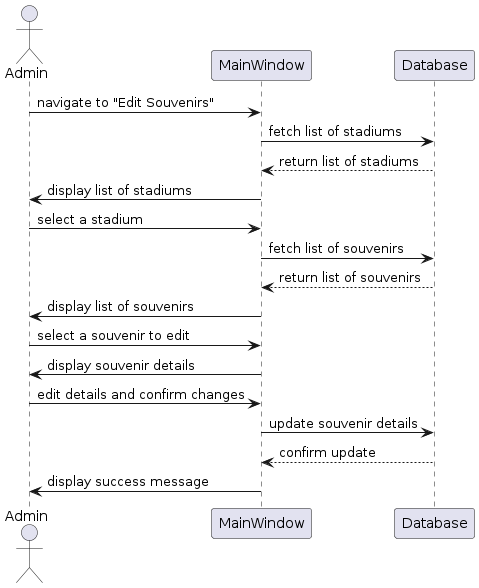 Admin
MainWindow
Database
navigate to "Edit Souvenirs"
fetch list of stadiums
return list of stadiums
display list of stadiums
select a stadium
fetch list of souvenirs
return list of souvenirs
display list of souvenirs
select a souvenir to edit
display souvenir details
edit details and confirm changes
update souvenir details
confirm update
display success message
Admin
MainWindow
Database